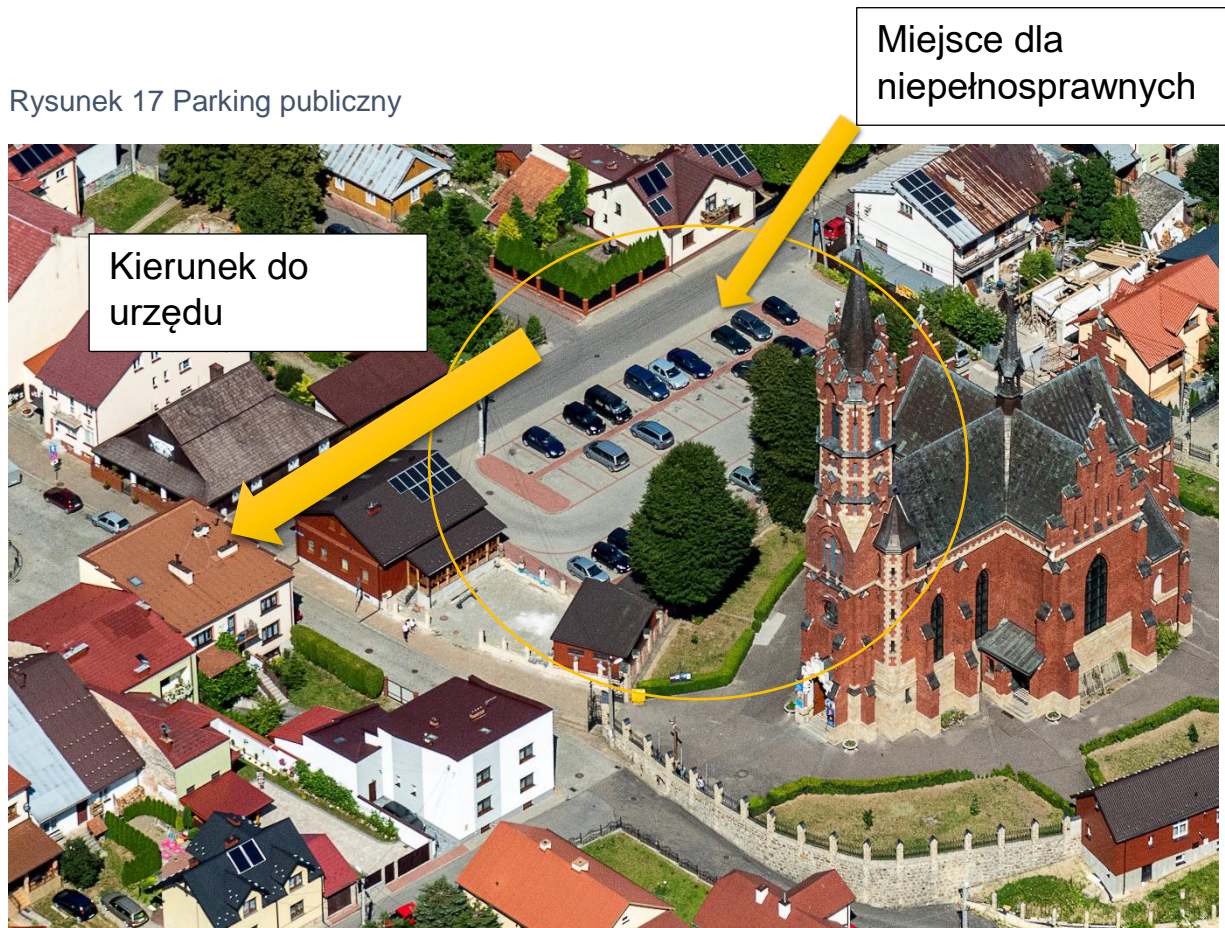 Miejsce dla
niepełnosprawnych
Rysunek 17 Parking publiczny
Kierunek do
urzędu